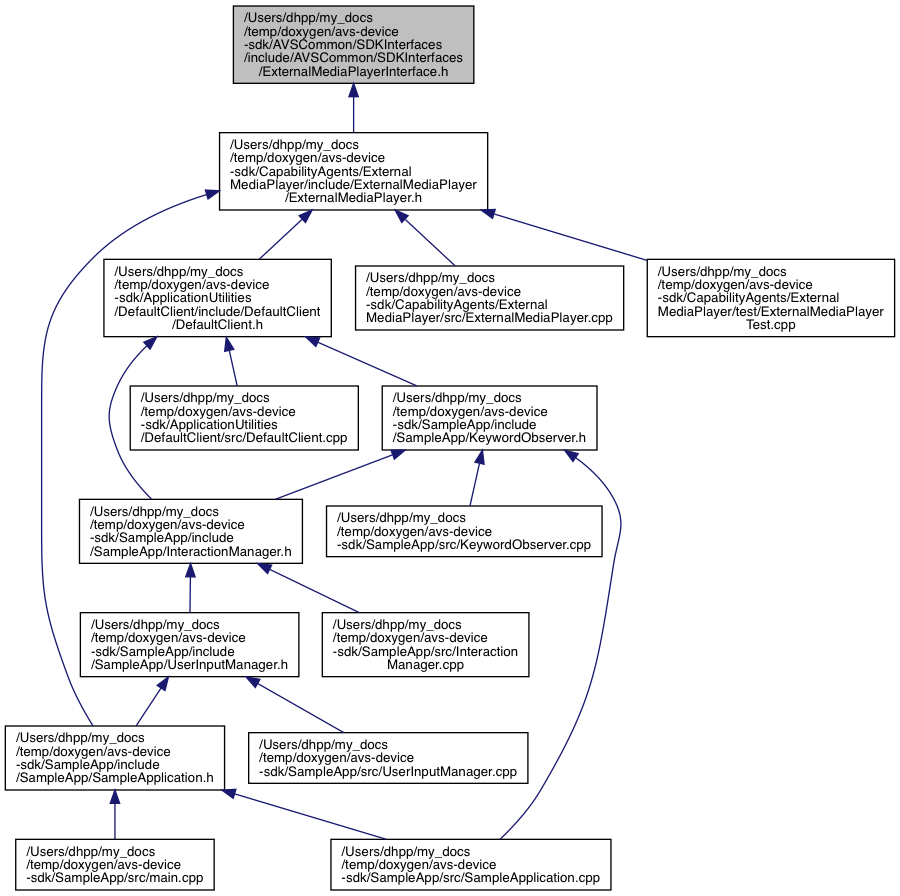 /Users/dhpp/my_docs
/temp/doxygen/avs-device
-sdk/AVSCommon/SDKInterfaces
/include/AVSCommon/SDKInterfaces
/ExternalMediaPlayerInterface.h
/Users/dhpp/my_docs
/temp/doxygen/avs-device
-sdk/CapabilityAgents/External
MediaPlayer/include/ExternalMediaPlayer
/ExternalMediaPlayer.h
/Users/dhpp/my_docs
/temp/doxygen/avs-device
-sdk/ApplicationUtilities
/DefaultClient/include/DefaultClient
/DefaultClient.h
/Users/dhpp/my_docs
/temp/doxygen/avs-device
-sdk/CapabilityAgents/External
MediaPlayer/src/ExternalMediaPlayer.cpp
/Users/dhpp/my_docs
/temp/doxygen/avs-device
-sdk/CapabilityAgents/External
MediaPlayer/test/ExternalMediaPlayer
Test.cpp
/Users/dhpp/my_docs
/temp/doxygen/avs-device
-sdk/ApplicationUtilities
/DefaultClient/src/DefaultClient.cpp
/Users/dhpp/my_docs
/temp/doxygen/avs-device
-sdk/SampleApp/include
/SampleApp/KeywordObserver.h
/Users/dhpp/my_docs
/temp/doxygen/avs-device
-sdk/SampleApp/include
/SampleApp/InteractionManager.h
/Users/dhpp/my_docs
/temp/doxygen/avs-device
-sdk/SampleApp/src/KeywordObserver.cpp
/Users/dhpp/my_docs
/temp/doxygen/avs-device
-sdk/SampleApp/include
/SampleApp/UserInputManager.h
/Users/dhpp/my_docs
/temp/doxygen/avs-device
-sdk/SampleApp/src/Interaction
Manager.cpp
/Users/dhpp/my_docs
/temp/doxygen/avs-device
-sdk/SampleApp/include
/SampleApp/SampleApplication.h
/Users/dhpp/my_docs
/temp/doxygen/avs-device
-sdk/SampleApp/src/UserInputManager.cpp
/Users/dhpp/my_docs
/temp/doxygen/avs-device
-sdk/SampleApp/src/main.cpp
/Users/dhpp/my_docs
/temp/doxygen/avs-device
-sdk/SampleApp/src/SampleApplication.cpp